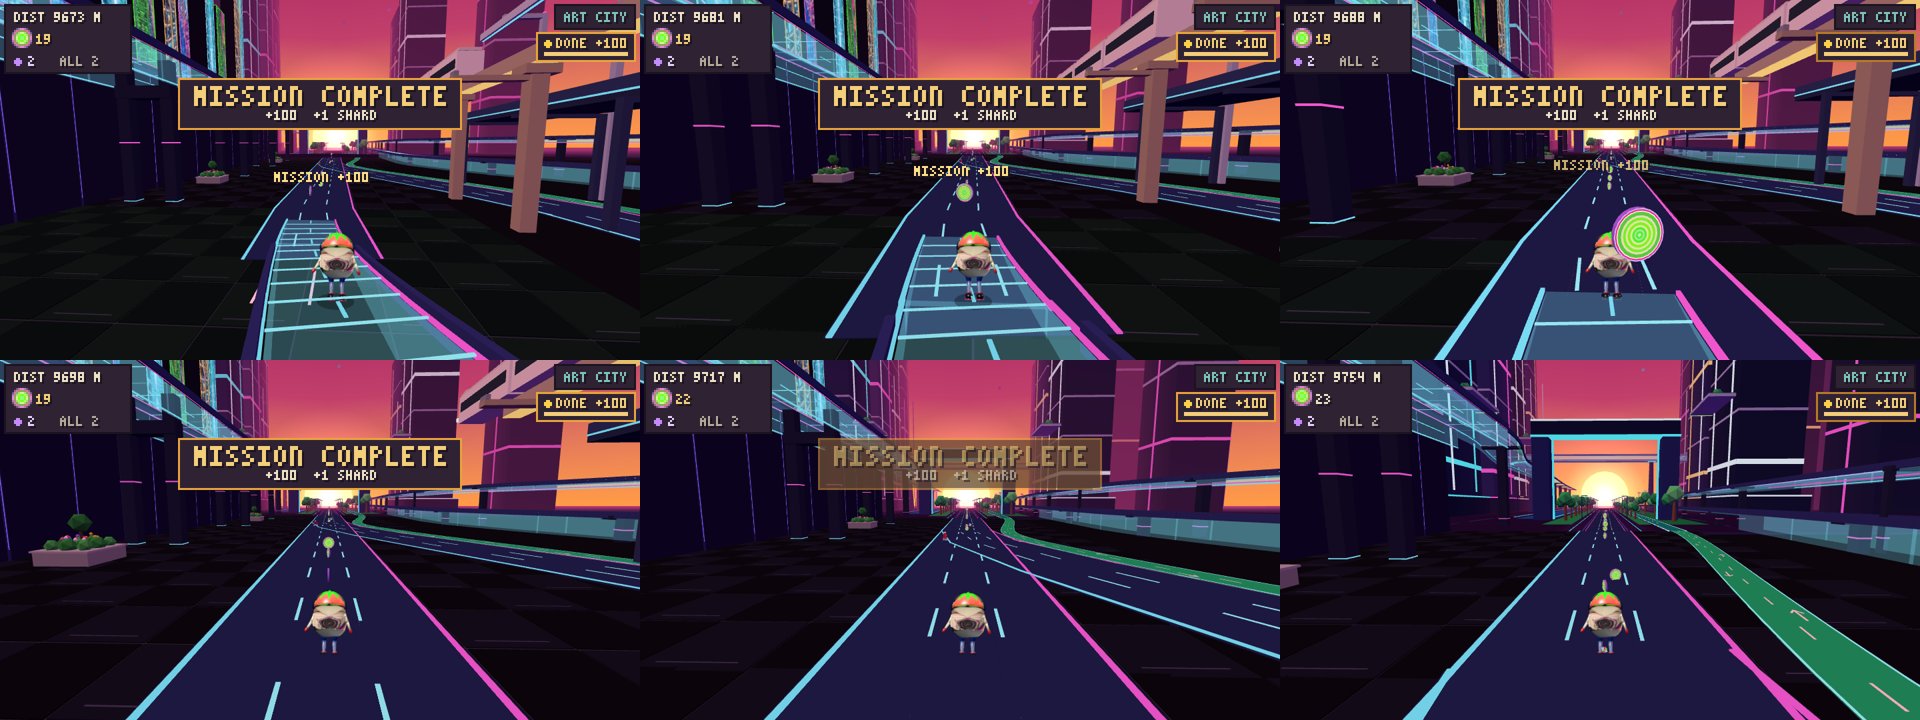 DIST 9673 M
19
2 ALL 2
ART CITY
DONE +100
MISSION COMPLETE
+100 +1 SHARD
MISSION +100
DIST 9681 M
19
2 ALL 2
ART CITY
DONE +100
MISSION COMPLETE
+100 +1 SHARD
MISSION +100
DIST 9688 M
19
2 ALL 2
ART CITY
DONE +100
MISSION COMPLETE
+100 +1 SHARD
MISSION +100
DIST 9698 M
19
2 ALL 2
ART CITY
DONE +100
MISSION COMPLETE
+100 +1 SHARD
DIST 9717 M
22
2 ALL 2
ART CITY
DONE +100
MISSION COMPLETE
+100 +1 SHARD
DIST 9754 M
23
2 ALL 2
ART CITY
DONE +100